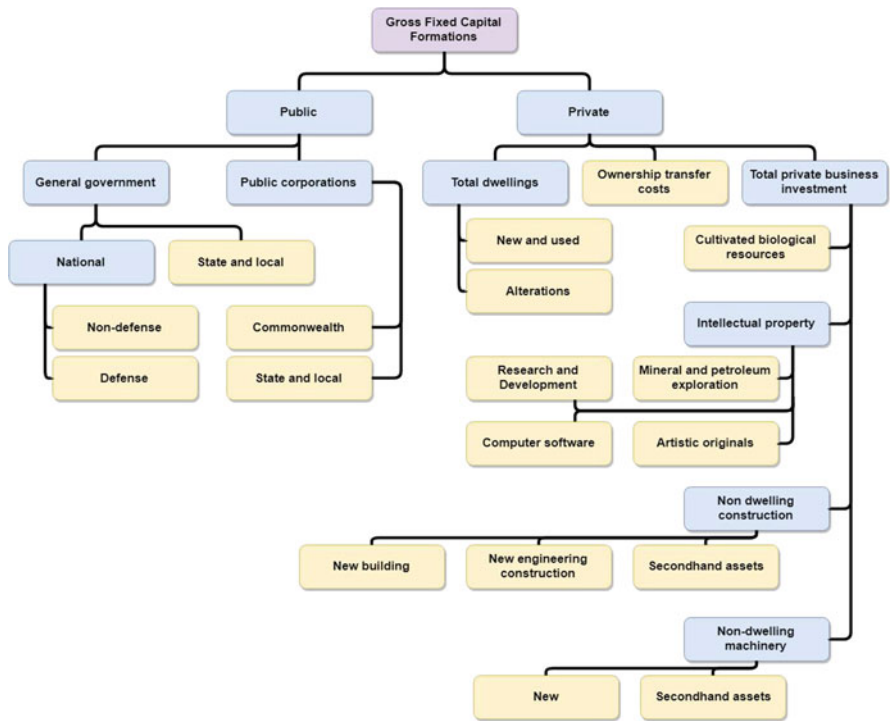 Gross Fixed Capital
Formations
Public
Private
General government
Public corporations
Total dwellings
Ownership transfer
costs
Total private business
investment
National
State and local
New and used
Cultivated biological
resources
Alterations
Non-defense
Commonwealth
Intellectual property
Defense
State and local
Research and
Development
Mineral and petroleum
exploration
Computer software
Artistic originals
Non dwelling
construction
New building
New engineering
construction
Secondhand assets
Non-dwelling
machinery
New
Secondhand assets